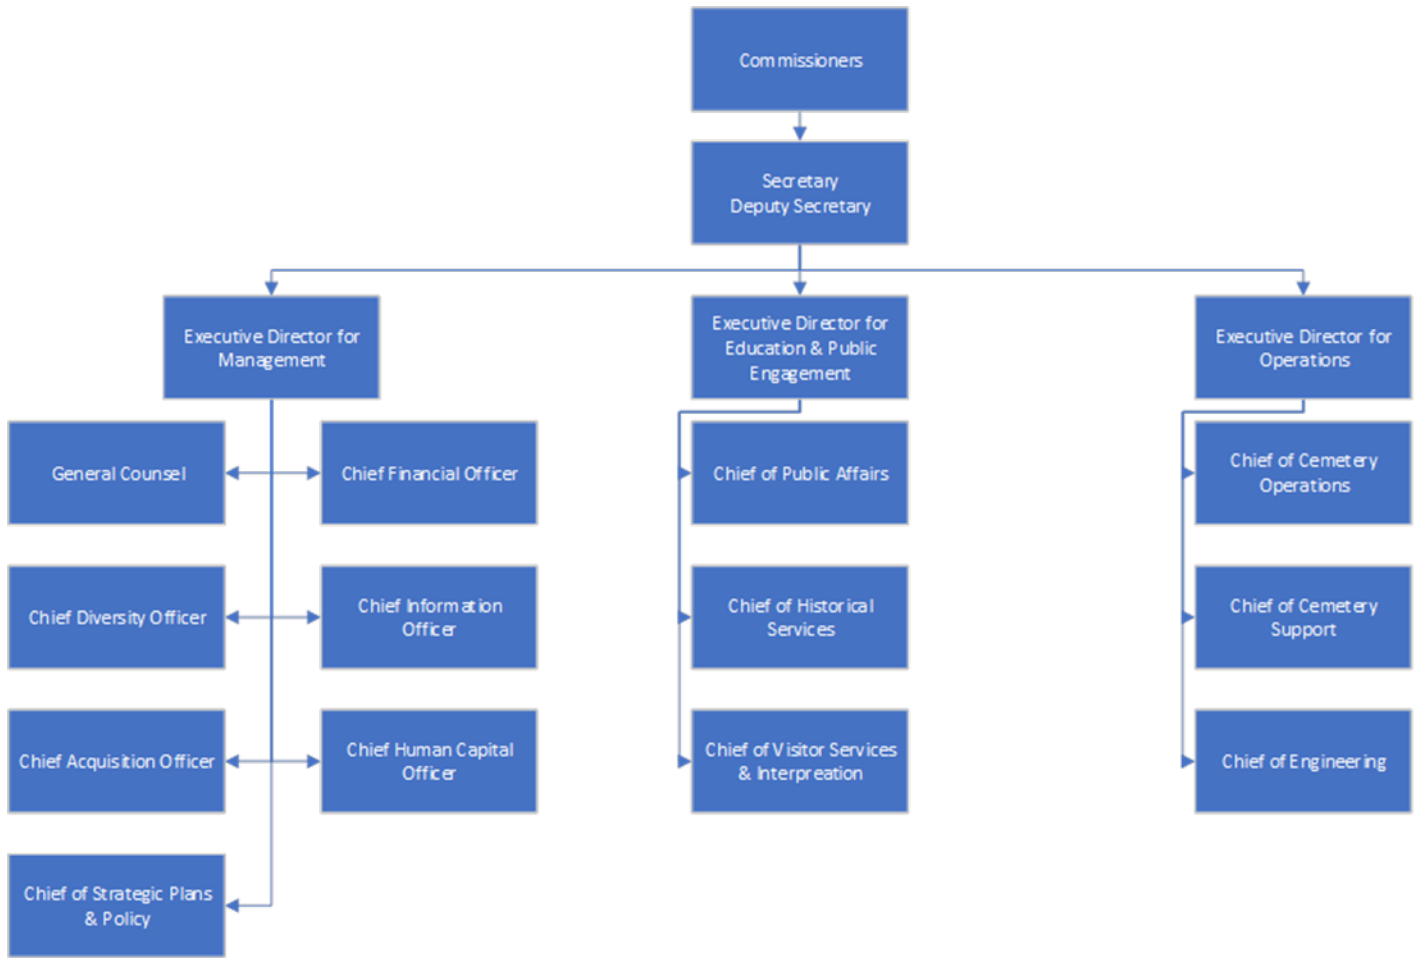 Commissioners
Secretary
Deputy Secretary
Executive Director for
Management
Executive Director for
Education & Public
Engagement
Executive Director for
Operations
General Counsel
Chief Financial Officer
Chief of Public Affairs
Chief of Cemetery
Operations
Chief Diversity Officer
Chief Information
Officer
Chief of Historical
Services
Chief of Cemetery
Support
Chief Acquisition Officer
Chief Human Capital
Officer
Chief of Visitor Services
& Interpreation
Chief of Engineering
Chief of Strategic Plans
& Policy